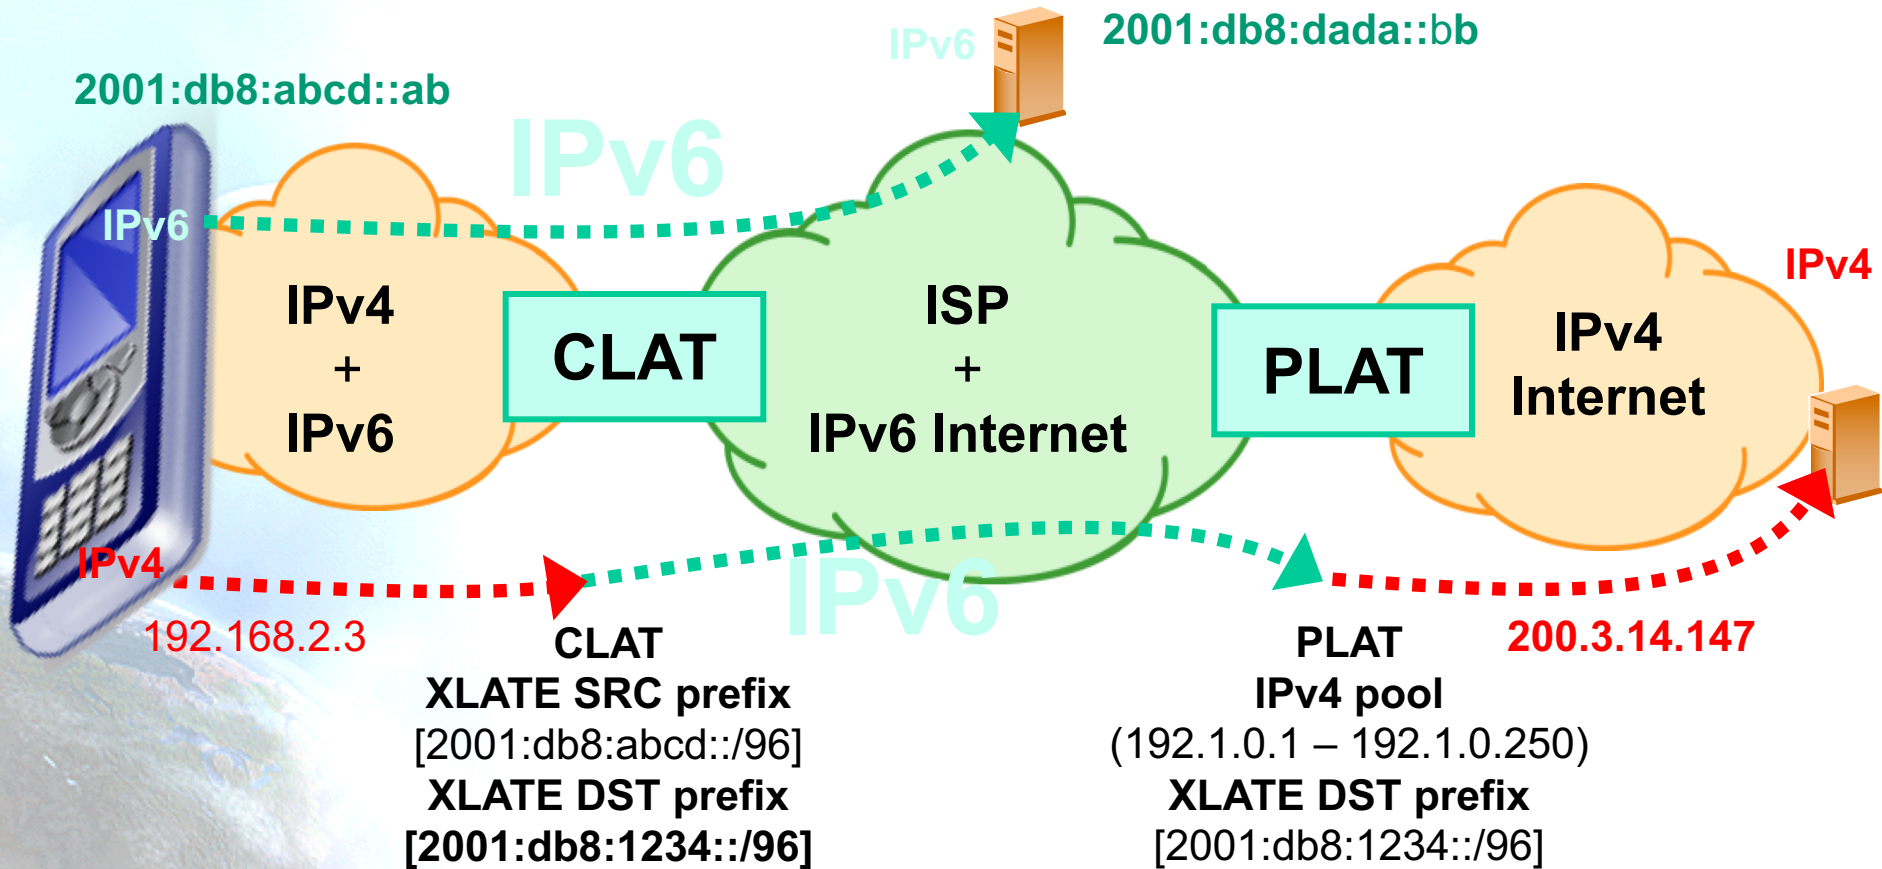 IPv6
2001:db8:dada::bb
2001:db8:abcd::ab
IPv6
IPv6
IPv4
+
IPv6
CLAT
ISP
+
IPv6 Internet
PLAT
IPv4
Internet
IPv4
IPv4
192.168.2.3
IPv6
CLAT
XLATE SRC prefix
[2001:db8:abcd::/96]
XLATE DST prefix
[2001:db8:1234::/96]
PLAT
IPv4 pool
(192.1.0.1 – 192.1.0.250)
XLATE DST prefix
[2001:db8:1234::/96]
200.3.14.147